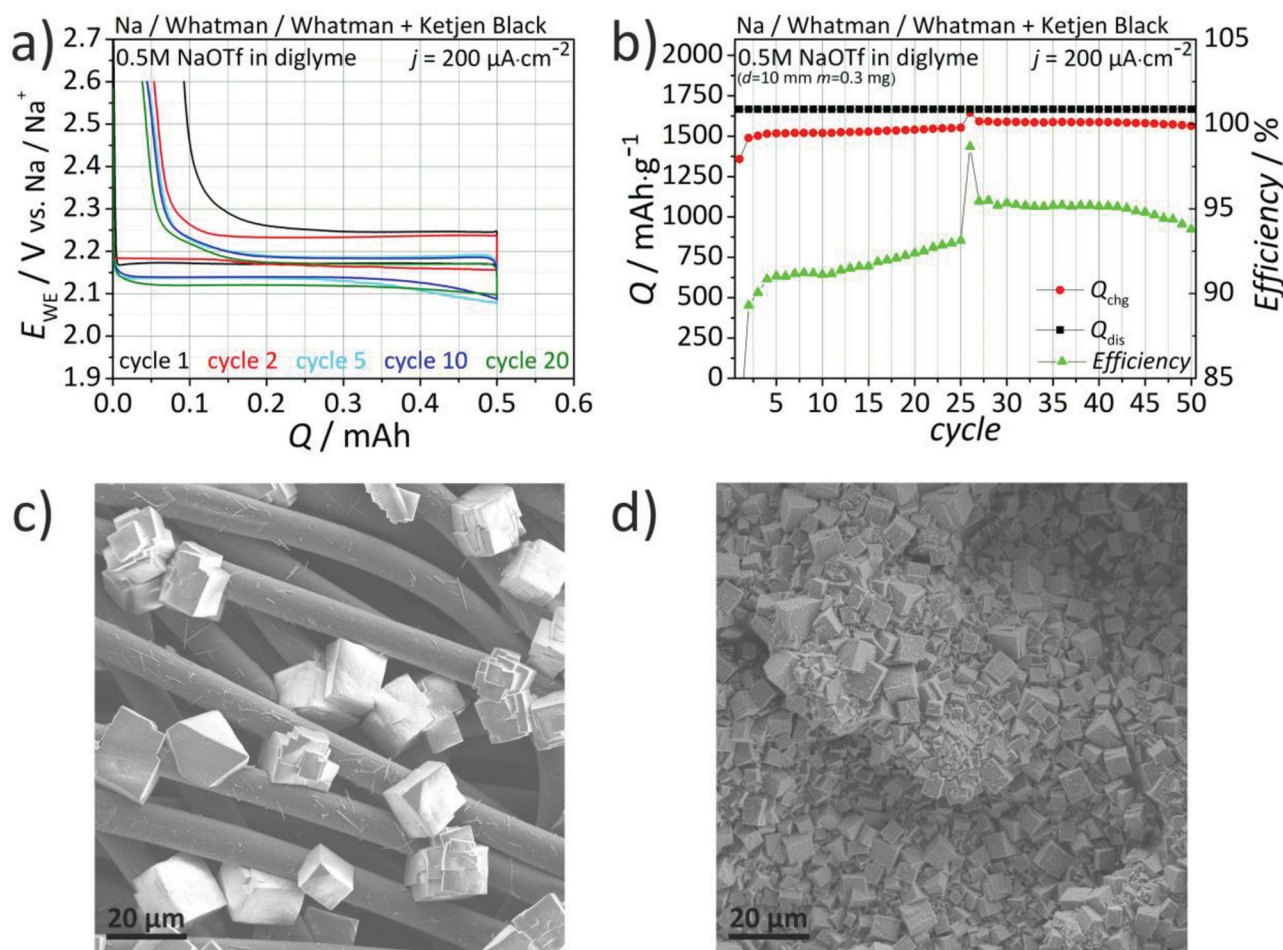 a)
Na / Whatman / Whatman + Ketjen Black
0.5M NaOTf in diglyme
j = 200 µA·cm⁻²
E_WE / V vs. Na / Na⁺
2.7
2.6
2.5
2.4
2.3
2.2
2.1
2.0
1.9
cycle 1 cycle 2 cycle 5 cycle 10 cycle 20
0.0 0.1 0.2 0.3 0.4 0.5 0.6
Q / mAh
b)
Na / Whatman / Whatman + Ketjen Black
0.5M NaOTf in diglyme
j = 200 µA·cm⁻²
(d=10 mm m=0.3 mg)
Q / mAh·g⁻¹
2000
1750
1500
1250
1000
750
500
250
0
Q_chg
Q_dis
Efficiency
105
100
95
90
85
Efficiency / %
5 10 15 20 25 30 35 40 45 50
cycle
c)
20 µm
d)
20 µm